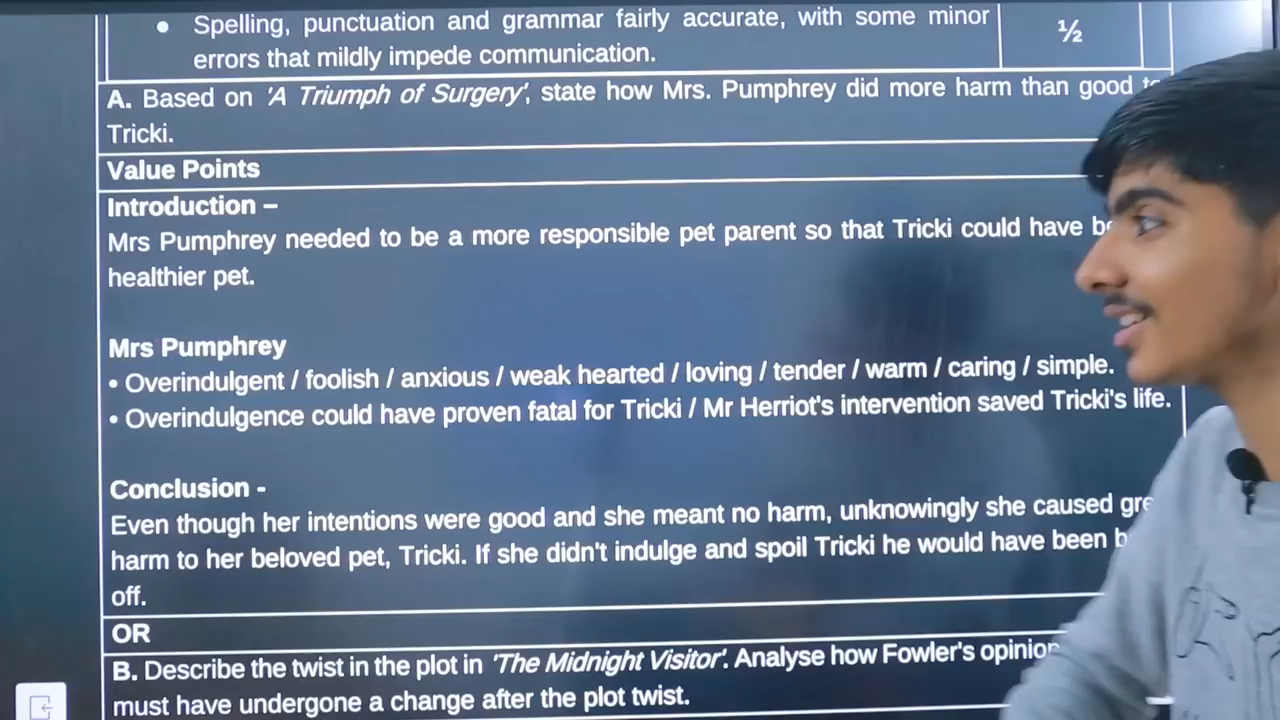 • Spelling, punctuation and grammar fairly accurate, with some minor
errors that mildly impede communication.
½
A. Based on 'A Triumph of Surgery', state how Mrs. Pumphrey did more harm than good
Tricki.
Value Points
Introduction –
Mrs Pumphrey needed to be a more responsible pet parent so that Tricki could have
healthier pet.
Mrs Pumphrey
• Overindulgent / foolish / anxious / weak hearted / loving / tender / warm / caring / simple.
• Overindulgence could have proven fatal for Tricki / Mr Herriot's intervention saved Tricki's life.
Conclusion -
Even though her intentions were good and she meant no harm, unknowingly she caused
harm to her beloved pet, Tricki. If she didn't indulge and spoil Tricki he would have been
off.
OR
B. Describe the twist in the plot in 'The Midnight Visitor'. Analyse how Fowler's opinion
must have undergone a change after the plot twist.